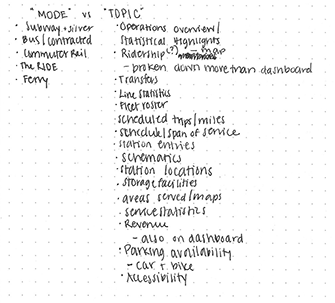 "MODE" vs "TOPIC"
· Subway + silver
· Bus / contracted
· Commuter Rail
· The RIDE
· Ferry
· Operations overview /
Statistical Highlights
· Ridership (?) - map
- broken down more than dashboard
· Transfers
· Line statistics
· Fleet roster
· scheduled trips/miles
· schedule/span of service
· station entries
· schematics
· station locations
· storage facilities
· areas served/maps
· service statistics
· Revenue
- also on dashboard
· Parking availability
- car + bike
· Accessibility